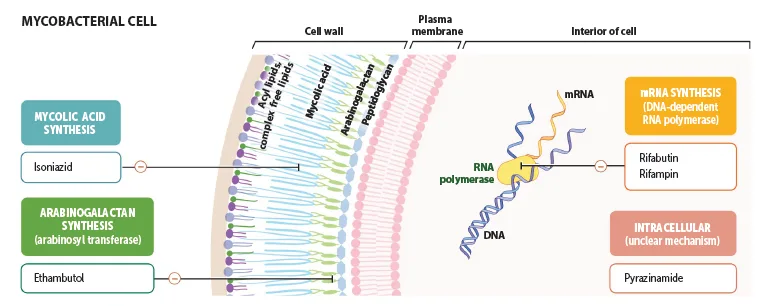 MYCOBACTERIAL CELL
Cell wall
Plasma
membrane
Interior of cell
Acyl lipids,
complex free lipids
Mycolic acid
Arabinogalactan
Peptidoglycan
MYCOLIC ACID
SYNTHESIS
Isoniazid
−
ARABINOGALACTAN
SYNTHESIS
(arabinosyl transferase)
Ethambutol
−
mRNA
RNA
polymerase
DNA
−
mRNA SYNTHESIS
(DNA-dependent
RNA polymerase)
Rifabutin
Rifampin
INTRACELLULAR
(unclear mechanism)
Pyrazinamide